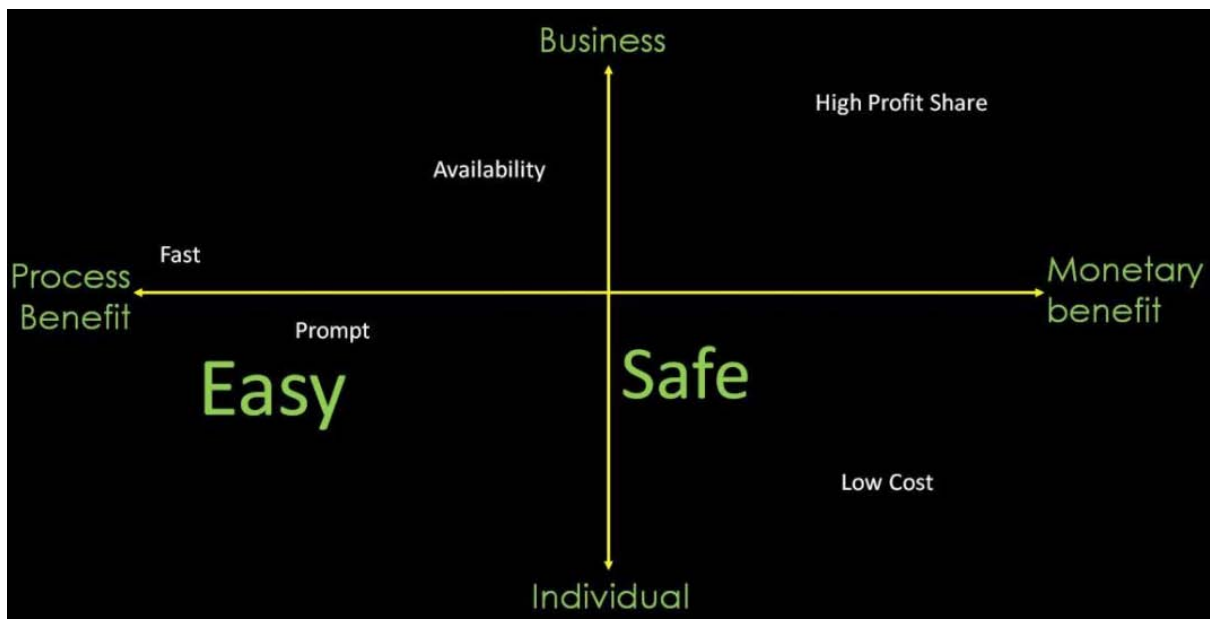 Business
High Profit Share
Availability
Fast
Process
Benefit
Monetary
benefit
Prompt
Easy
Safe
Low Cost
Individual